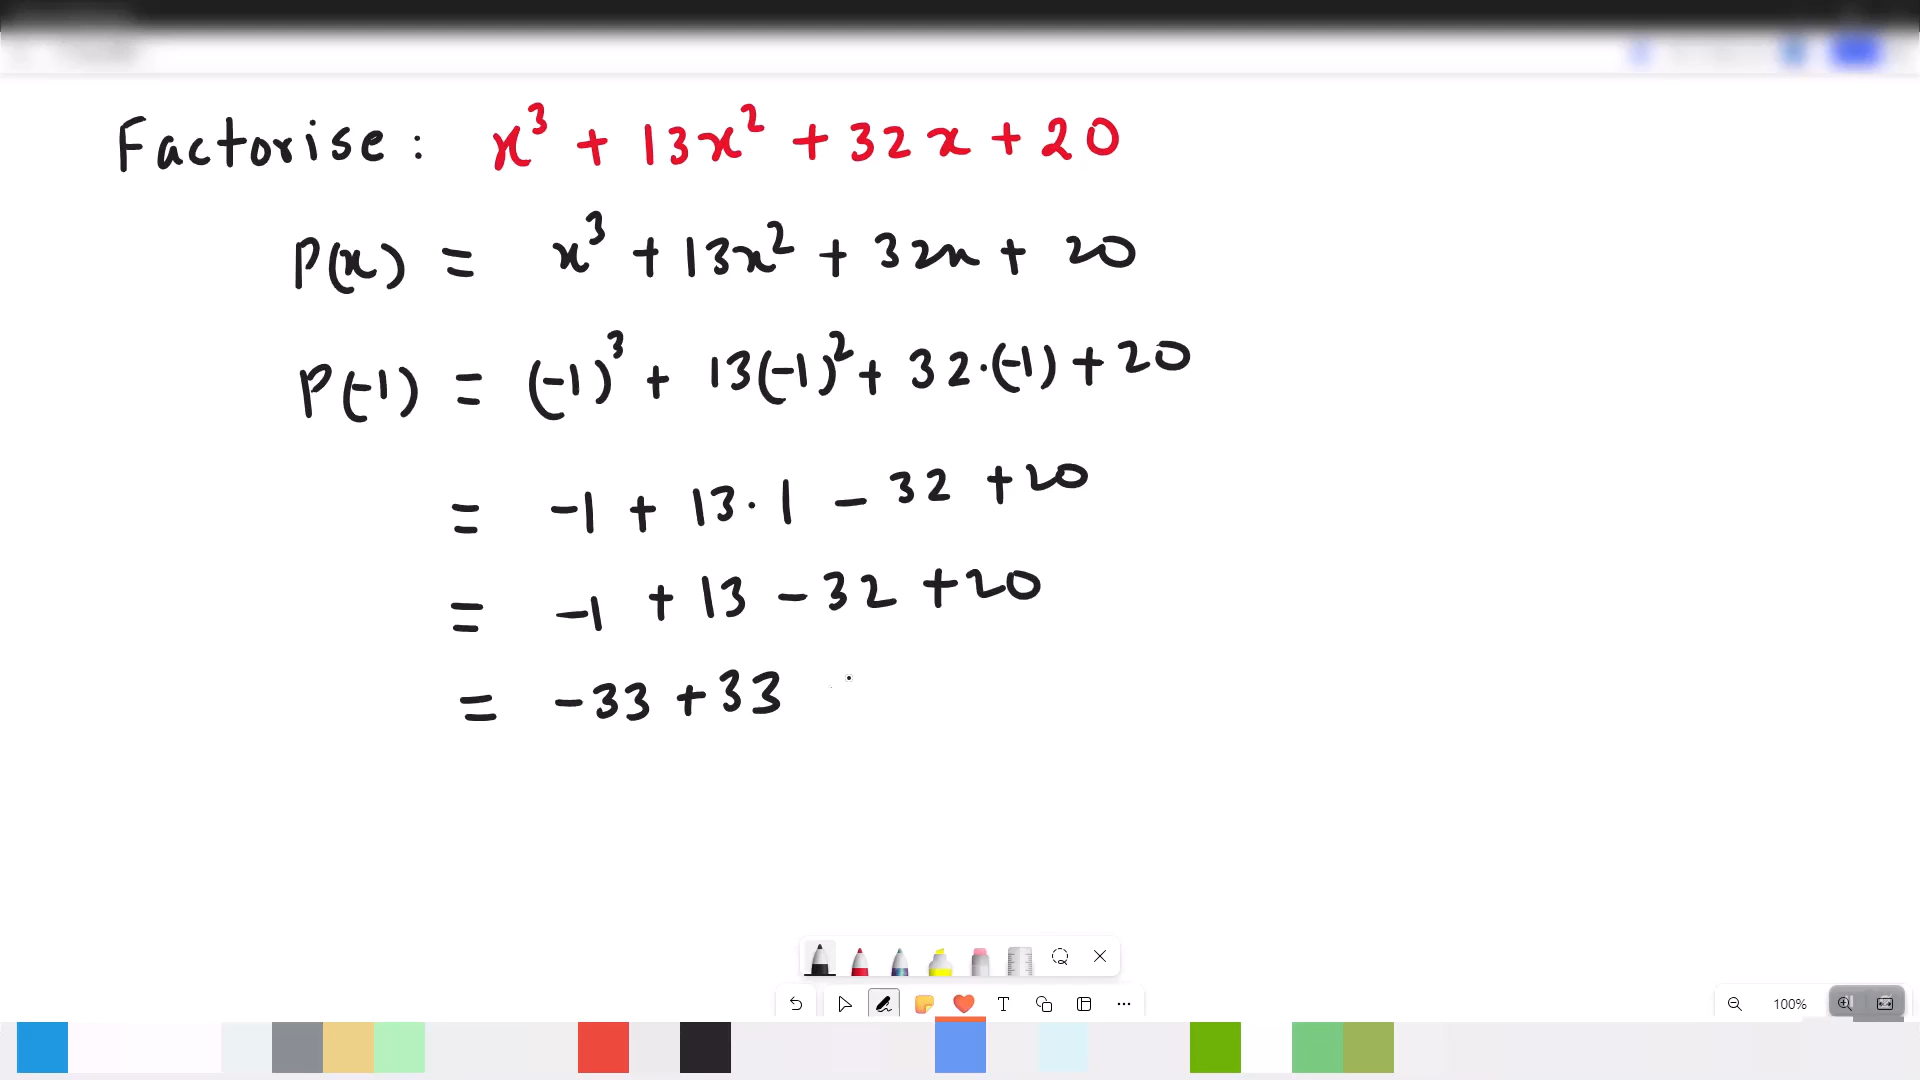 Factorise : x³ + 13x² + 32x + 20
P(x) = x³ + 13x² + 32x + 20
P(-1) = (-1)³ + 13(-1)² + 32·(-1) + 20
= -1 + 13·1 - 32 + 20
= -1 + 13 - 32 + 20
= -33 + 33
T
100%